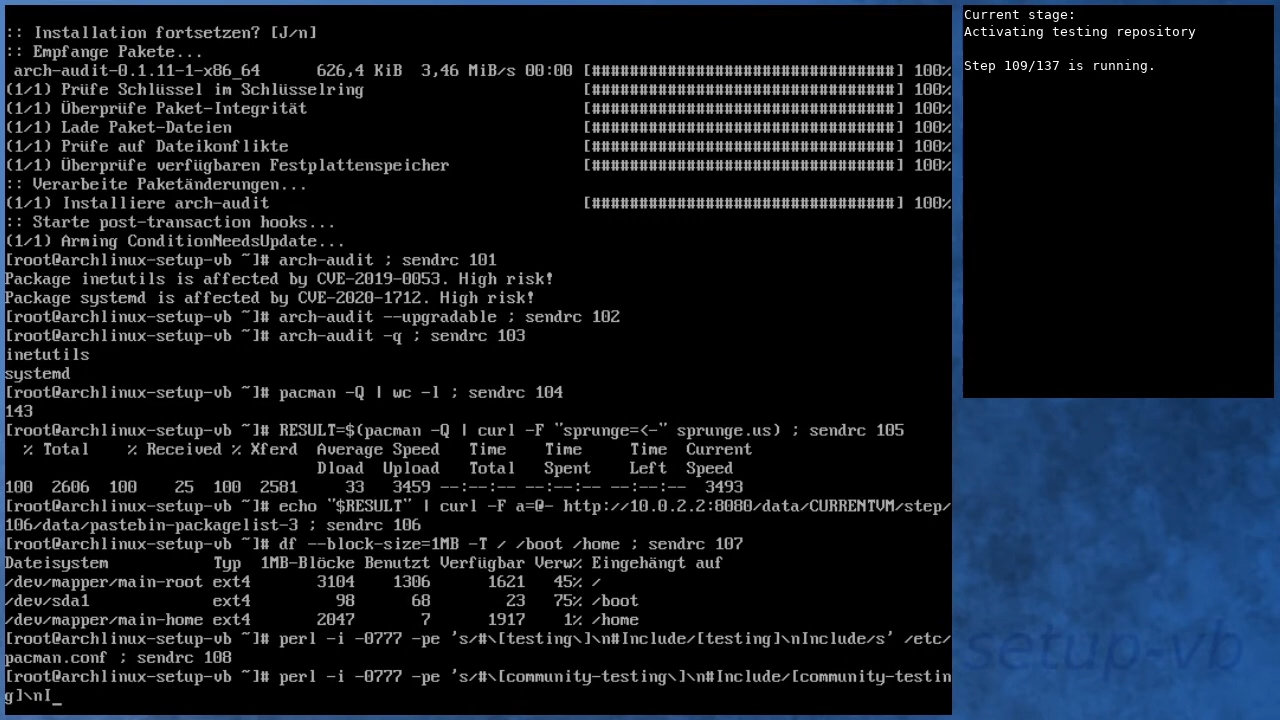 :: Installation fortsetzen? [J/n]
:: Empfange Pakete...
 arch-audit-0.1.11-1-x86_64      626,4 KiB  3,46 MiB/s 00:00 [################################] 100%
(1/1) Prüfe Schlüssel im Schlüsselring                       [################################] 100%
(1/1) Überprüfe Paket-Integrität                             [################################] 100%
(1/1) Lade Paket-Dateien                                     [################################] 100%
(1/1) Prüfe auf Dateikonflikte                               [################################] 100%
(1/1) Überprüfe verfügbaren Festplattenspeicher              [################################] 100%
:: Verarbeite Paketänderungen...
(1/1) Installiere arch-audit                                 [################################] 100%
:: Starte post-transaction hooks...
(1/1) Arming ConditionNeedsUpdate...
[root@archlinux-setup-vb ~]# arch-audit ; sendrc 101
Package inetutils is affected by CVE-2019-0053. High risk!
Package systemd is affected by CVE-2020-1712. High risk!
[root@archlinux-setup-vb ~]# arch-audit --upgradable ; sendrc 102
[root@archlinux-setup-vb ~]# arch-audit -q ; sendrc 103
inetutils
systemd
[root@archlinux-setup-vb ~]# pacman -Q | wc -l ; sendrc 104
143
[root@archlinux-setup-vb ~]# RESULT=$(pacman -Q | curl -F "sprunge=<-" sprunge.us) ; sendrc 105
  % Total    % Received % Xferd  Average Speed   Time    Time     Time  Current
                                 Dload  Upload   Total   Spent    Left  Speed
100  2606  100    25  100  2581     33   3459 --:--:-- --:--:-- --:--:--  3493
[root@archlinux-setup-vb ~]# echo "$RESULT" | curl -F a=@- http://10.0.2.2:8080/data/CURRENTVM/step/
106/data/pastebin-packagelist-3 ; sendrc 106
[root@archlinux-setup-vb ~]# df --block-size=1MB -T / /boot /home ; sendrc 107
Dateisystem           Typ  1MB-Blöcke Benutzt Verfügbar Verw% Eingehängt auf
/dev/mapper/main-root ext4       3104    1306      1621   45% /
/dev/sda1             ext4         98      68        23   75% /boot
/dev/mapper/main-home ext4       2047       7      1917    1% /home
[root@archlinux-setup-vb ~]# perl -i -0777 -pe 's/#\[testing\]\n#Include/[testing]\nInclude/s' /etc/
pacman.conf ; sendrc 108
[root@archlinux-setup-vb ~]# perl -i -0777 -pe 's/#\[community-testing\]\n#Include/[community-testin
g]\nI_
Current stage:
Activating testing repository
Step 109/137 is running.
setup-vb